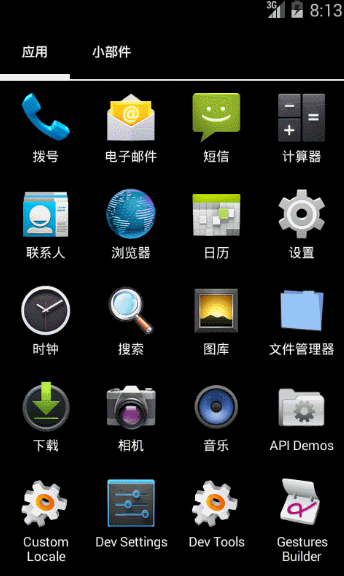 3G 8:13
应用 小部件
拨号 电子邮件 短信 计算器
联系人 浏览器 日历 设置
时钟 搜索 图库 文件管理器
下载 相机 音乐 API Demos
Custom Locale Dev Settings Dev Tools Gestures Builder